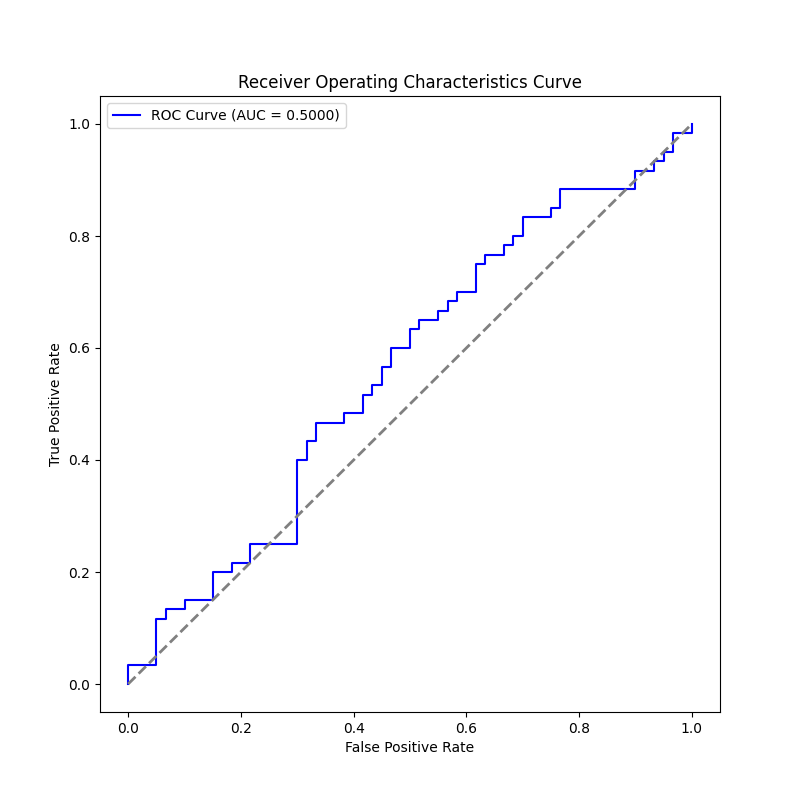 Receiver Operating Characteristics Curve
ROC Curve (AUC = 0.5000)
1.0
0.8
0.6
0.4
0.2
0.0
True Positive Rate
0.0 0.2 0.4 0.6 0.8 1.0
False Positive Rate